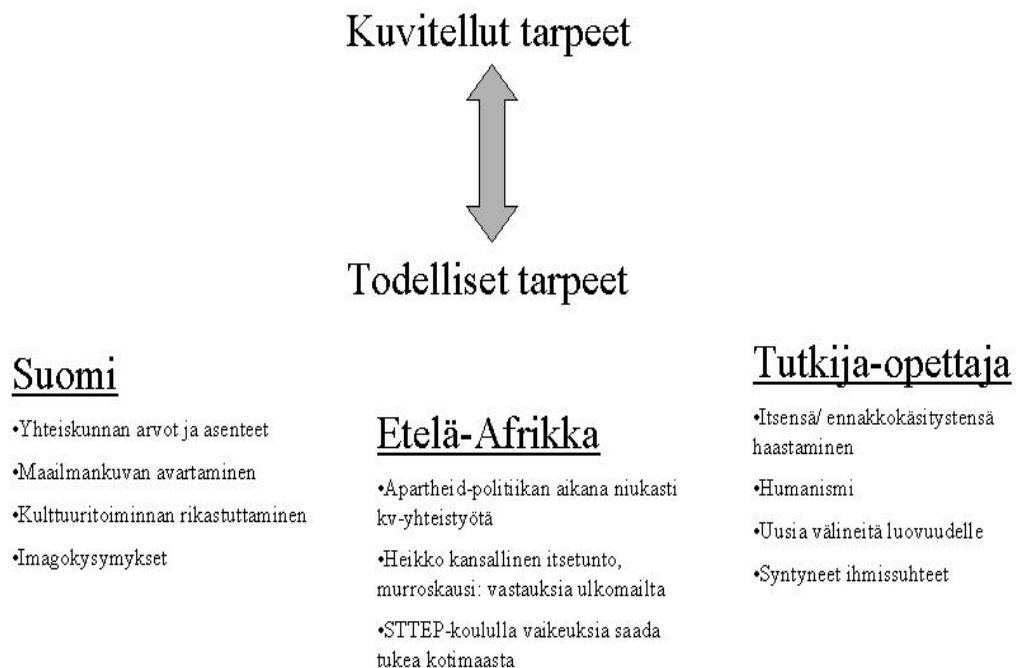 Kuvitellut tarpeet
Todelliset tarpeet
Suomi
•Yhteiskunnan arvot ja asenteet
•Maailmankuvan avartaminen
•Kulttuuritoiminnan rikastuttaminen
•Imagokysymykset
Etelä-Afrikka
•Apartheid-politiikan aikana niukasti
kv-yhteistyötä
•Heikko kansallinen itsetunto,
murroskausi: vastauksia ulkomailta
•STTEP-koululla vaikeuksia saada
tukea kotimaasta
Tutkija-opettaja
•Itsensä/ ennakkokäsitystensä
haastaminen
•Humanismi
•Uusia välineitä luovuudelle
•Syntyneet ihmissuhteet